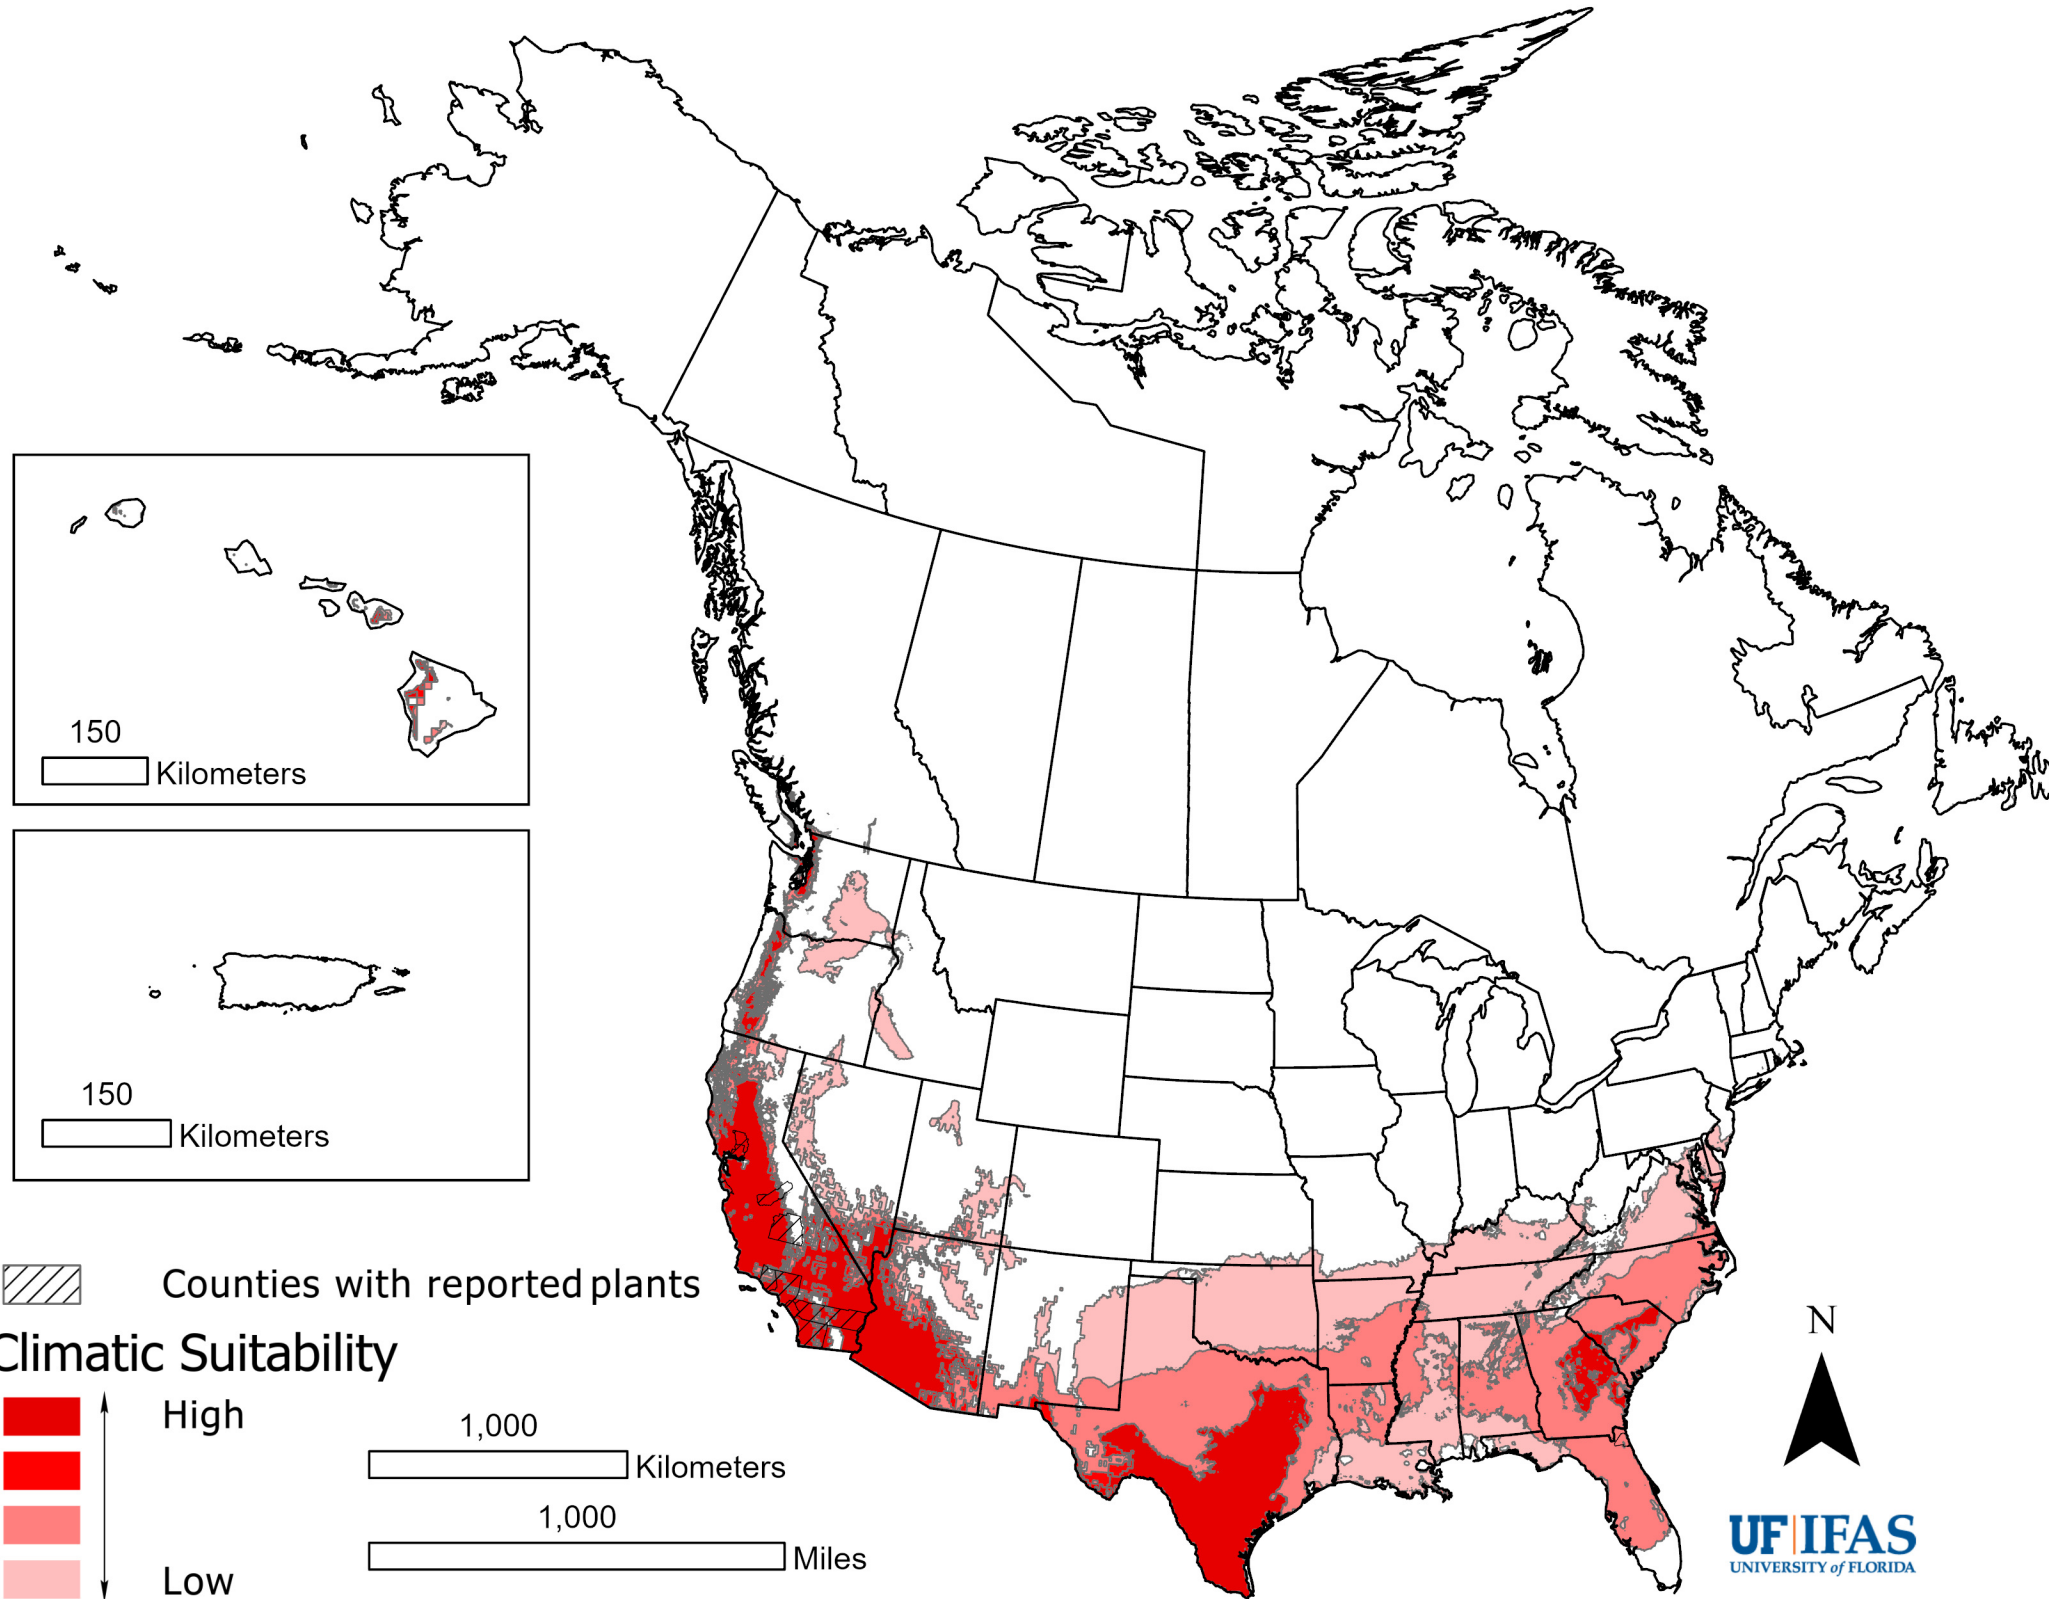 150
Kilometers
150
Kilometers
Counties with reported plants
Climatic Suitability
High
Low
1,000
Kilometers
1,000
Miles
N
UF|IFAS
UNIVERSITY of FLORIDA